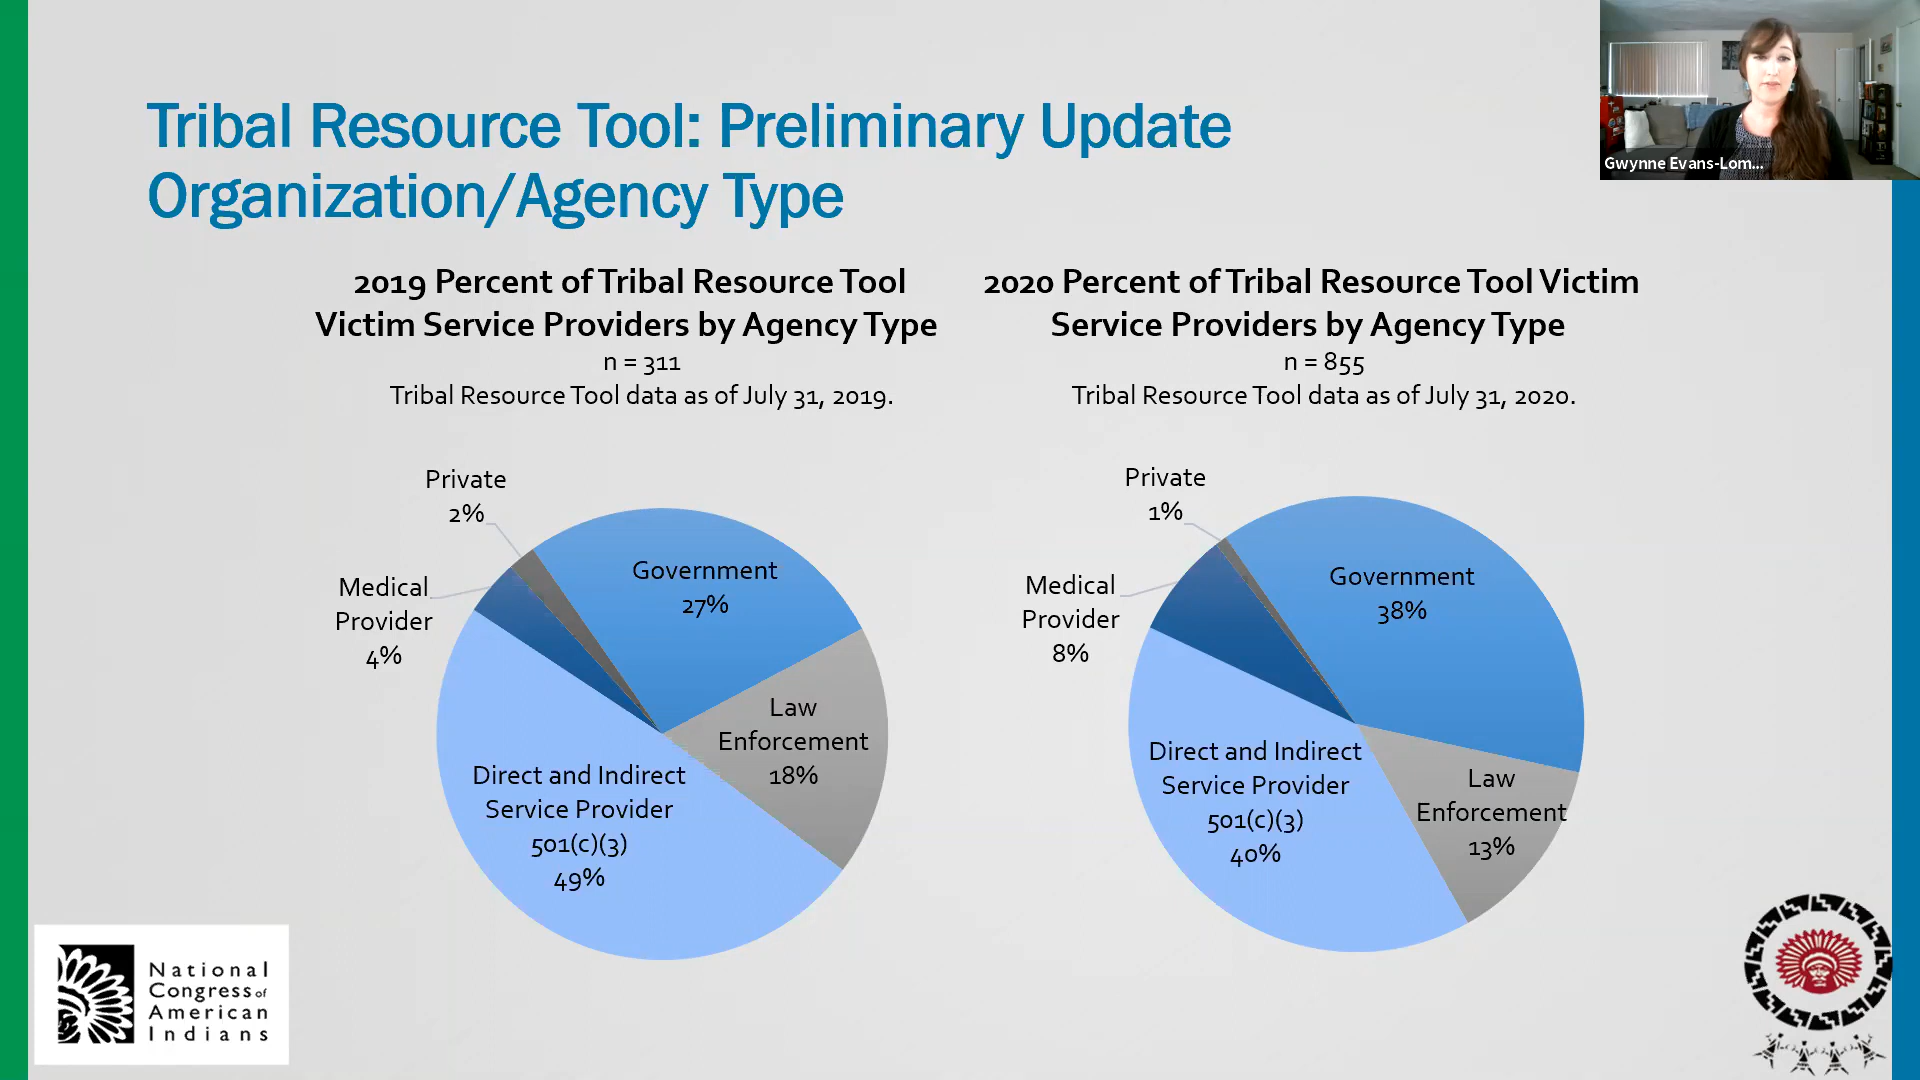 Tribal Resource Tool: Preliminary Update
Organization/Agency Type
Gwynne Evans-Lom...
2019 Percent of Tribal Resource Tool
Victim Service Providers by Agency Type
n = 311
Tribal Resource Tool data as of July 31, 2019.
Private
2%
Medical
Provider
4%
Government
27%
Law
Enforcement
18%
Direct and Indirect
Service Provider
501(c)(3)
49%
2020 Percent of Tribal Resource Tool Victim
Service Providers by Agency Type
n = 855
Tribal Resource Tool data as of July 31, 2020.
Private
1%
Medical
Provider
8%
Government
38%
Law
Enforcement
13%
Direct and Indirect
Service Provider
501(c)(3)
40%
National
Congress of
American
Indians